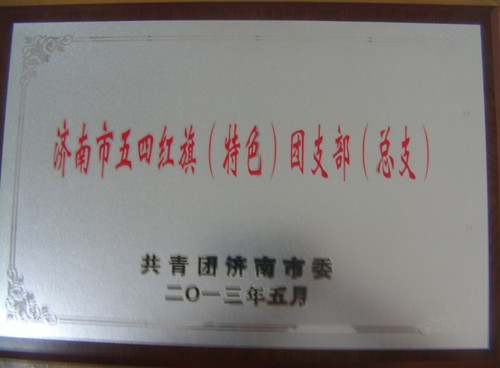 济南市五四红旗（特色）团支部（总支）
共青团济南市委
二〇一三年五月